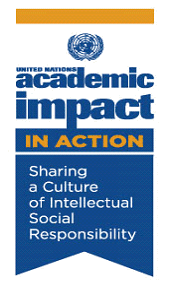 UNITED NATIONS
academic
impact
IN ACTION
Sharing
a Culture
of Intellectual
Social
Responsibility